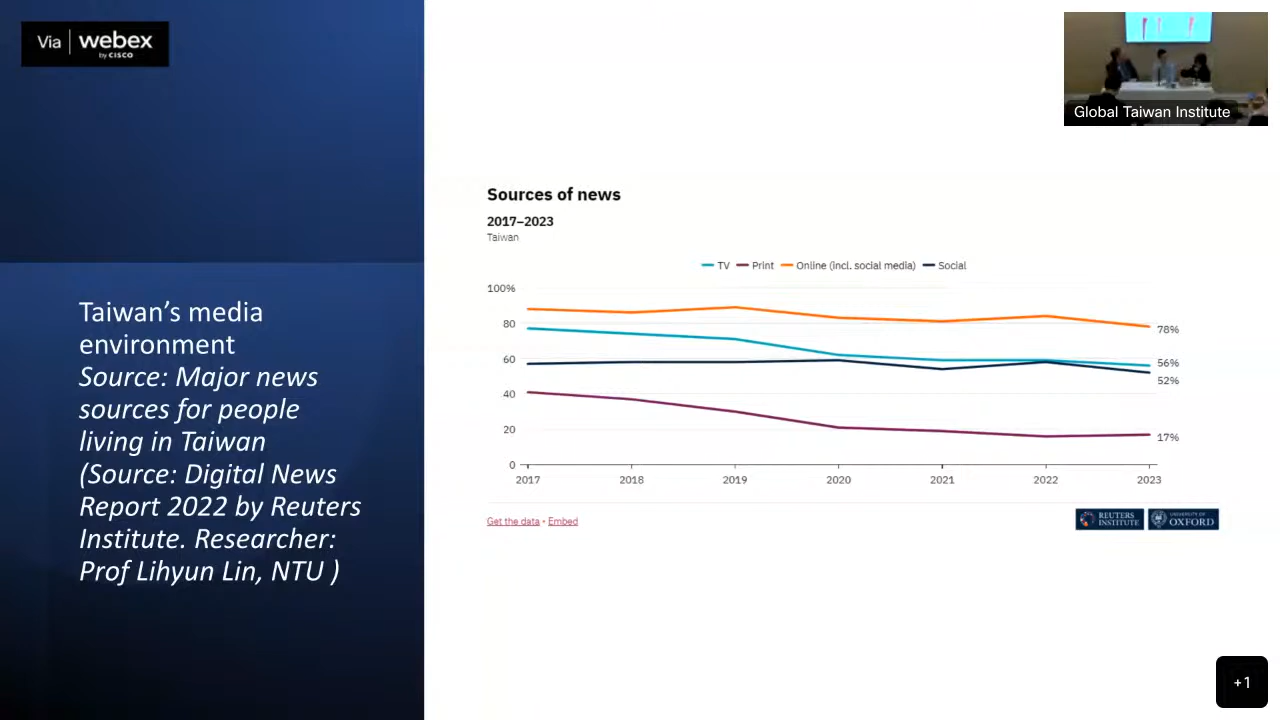 Via webex
by CISCO
Global Taiwan Institute
Taiwan's media
environment
Source: Major news
sources for people
living in Taiwan
(Source: Digital News
Report 2022 by Reuters
Institute. Researcher:
Prof Lihyun Lin, NTU )
Sources of news
2017–2023
Taiwan
TV Print Online (incl. social media) Social
100%
80
60
40
20
0
78%
56%
52%
17%
2017 2018 2019 2020 2021 2022 2023
Get the data • Embed
REUTERS INSTITUTE
UNIVERSITY OF OXFORD
+1